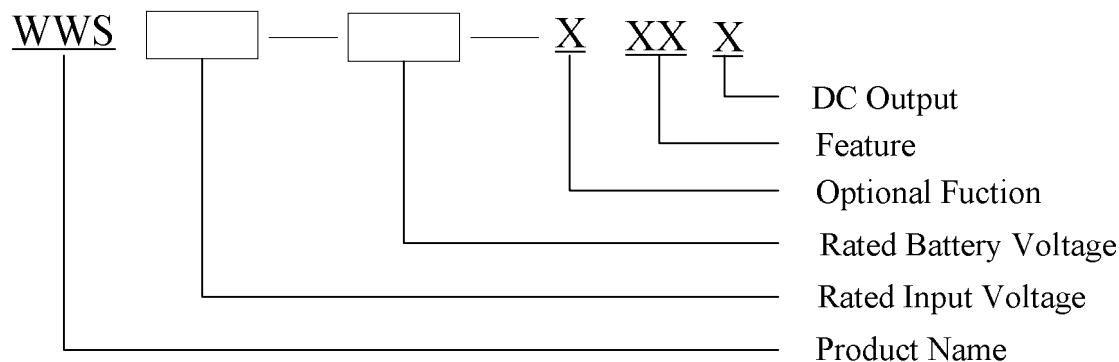 WWS X XX X
DC Output
Feature
Optional Fuction
Rated Battery Voltage
Rated Input Voltage
Product Name